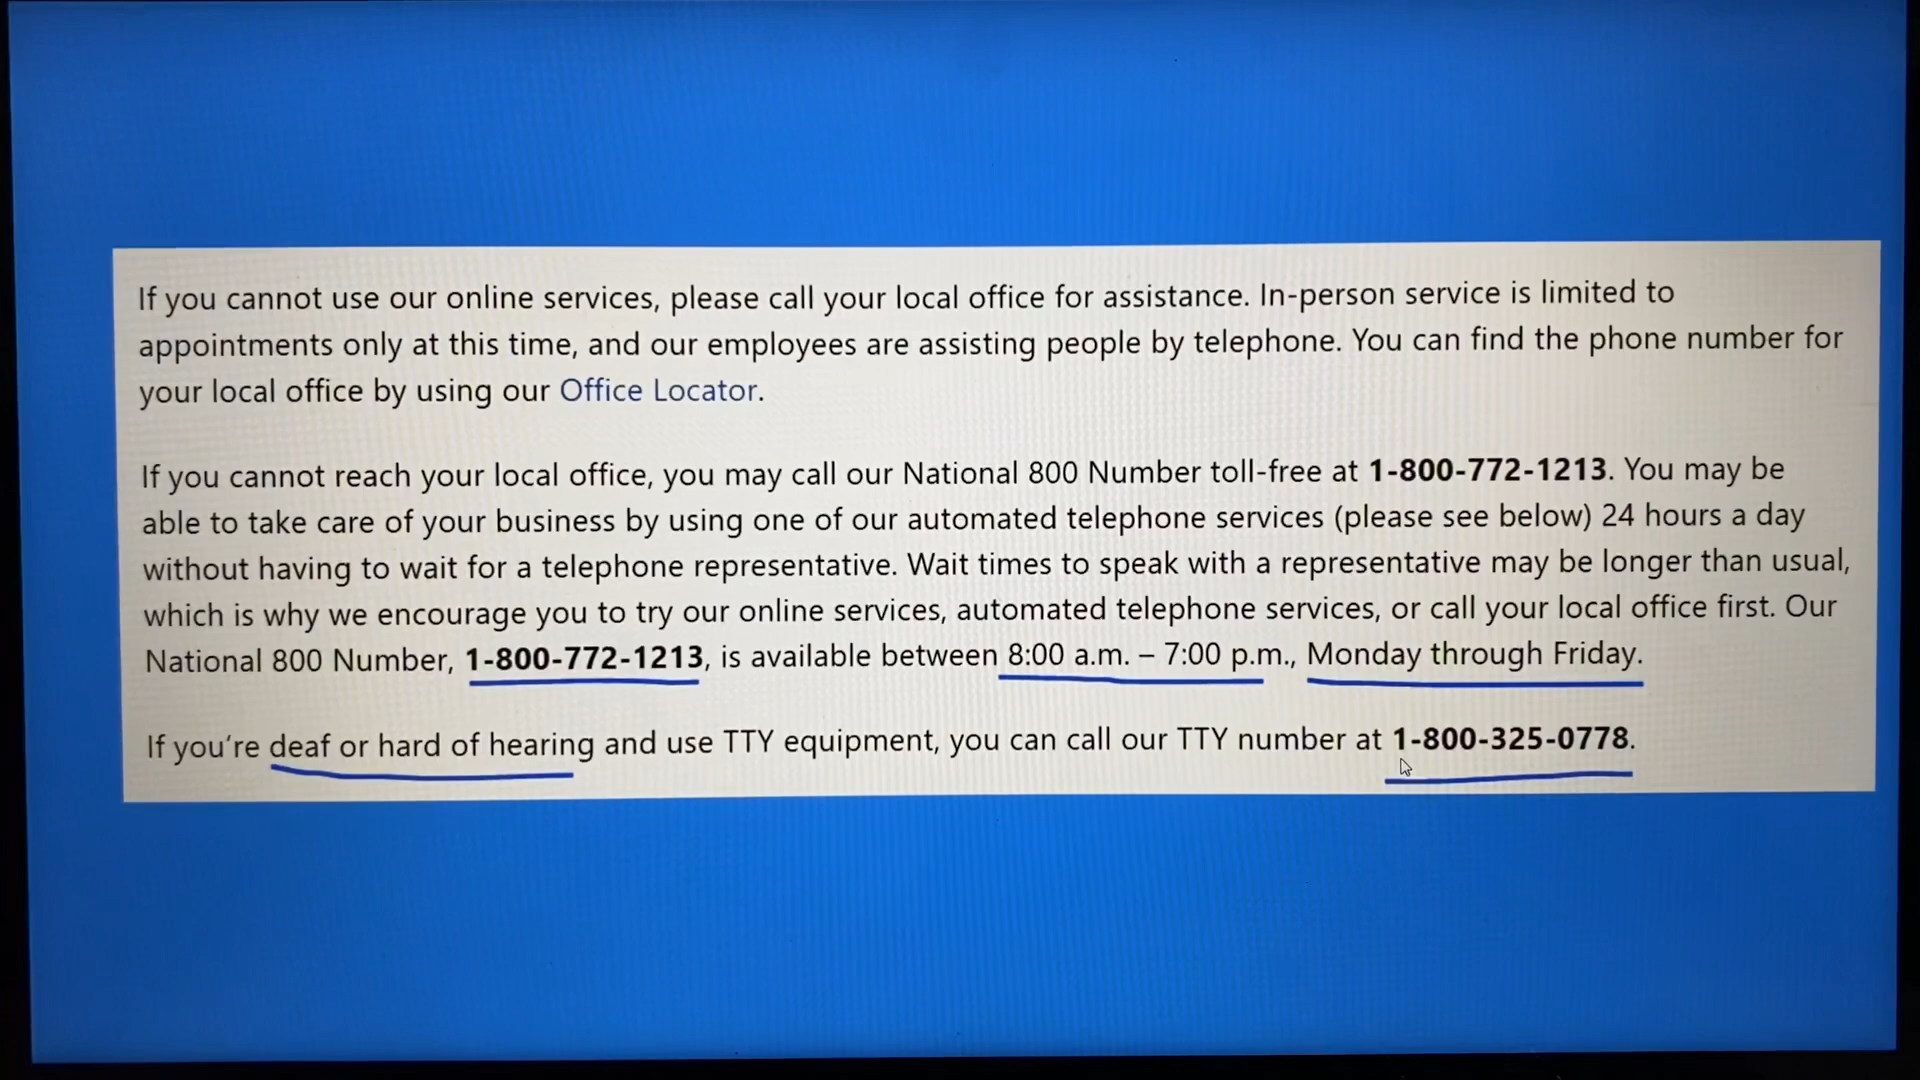 If you cannot use our online services, please call your local office for assistance. In-person service is limited to
appointments only at this time, and our employees are assisting people by telephone. You can find the phone number for
your local office by using our Office Locator.
If you cannot reach your local office, you may call our National 800 Number toll-free at 1-800-772-1213. You may be
able to take care of your business by using one of our automated telephone services (please see below) 24 hours a day
without having to wait for a telephone representative. Wait times to speak with a representative may be longer than usual,
which is why we encourage you to try our online services, automated telephone services, or call your local office first. Our
National 800 Number, 1-800-772-1213, is available between 8:00 a.m. – 7:00 p.m., Monday through Friday.
If you’re deaf or hard of hearing and use TTY equipment, you can call our TTY number at 1-800-325-0778.